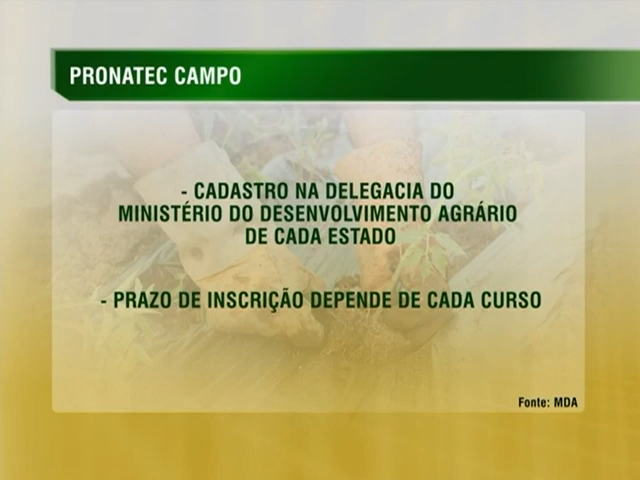 PRONATEC CAMPO
- CADASTRO NA DELEGACIA DO
MINISTÉRIO DO DESENVOLVIMENTO AGRÁRIO
DE CADA ESTADO
- PRAZO DE INSCRIÇÃO DEPENDE DE CADA CURSO
Fonte: MDA